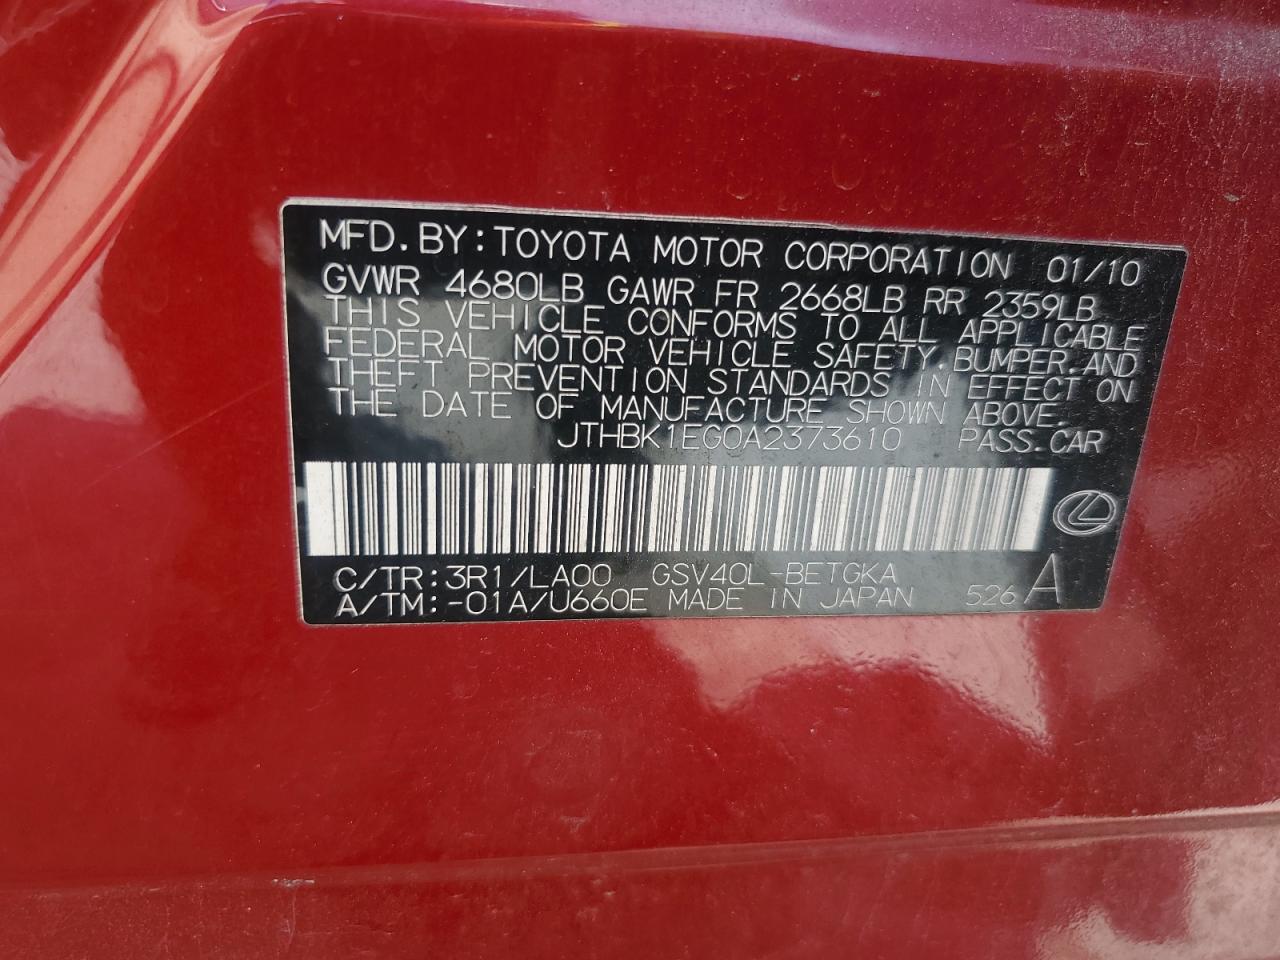 MFD.BY:TOYOTA MOTOR CORPORATION 01/10
GVWR 4680LB GAWR FR 2668LB RR 2359LB
THIS VEHICLE CONFORMS TO ALL APPLICABLE
FEDERAL MOTOR VEHICLE SAFETY,BUMPER,AND
THEFT PREVENTION STANDARDS IN EFFECT ON
THE DATE OF MANUFACTURE SHOWN ABOVE.
JTHBK1EG0A2373610 PASS.CAR
C/TR:3R1/LA00 GSV40L-BETGKA
A/TM:-01A/U660E MADE IN JAPAN 526 A